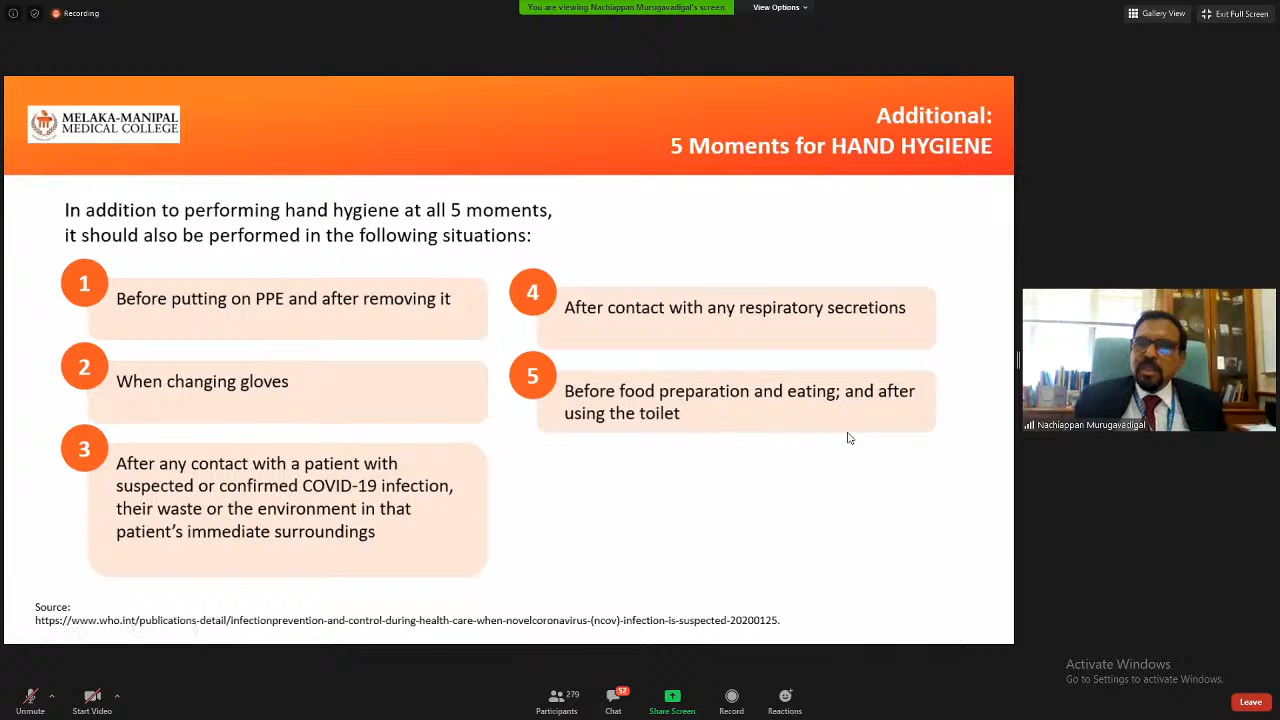 Recording
You are viewing Nachiappan Murugavadigal's screen
View Options
Gallery View
Exit Full Screen
MELAKA-MANIPAL
MEDICAL COLLEGE
Additional:
5 Moments for HAND HYGIENE
In addition to performing hand hygiene at all 5 moments,
it should also be performed in the following situations:
1
Before putting on PPE and after removing it
2
When changing gloves
3
After any contact with a patient with
suspected or confirmed COVID-19 infection,
their waste or the environment in that
patient's immediate surroundings
4
After contact with any respiratory secretions
5
Before food preparation and eating; and after
using the toilet
Source:
https://www.who.int/publications-detail/infectionprevention-and-control-during-health-care-when-novelcoronavirus-(ncov)-infection-is-suspected-20200125.
Nachiappan Murugavadigal
Activate Windows
Go to Settings to activate Windows.
Unmute
Start Video
279
Participants
52
Chat
Share Screen
Record
Reactions
Leave